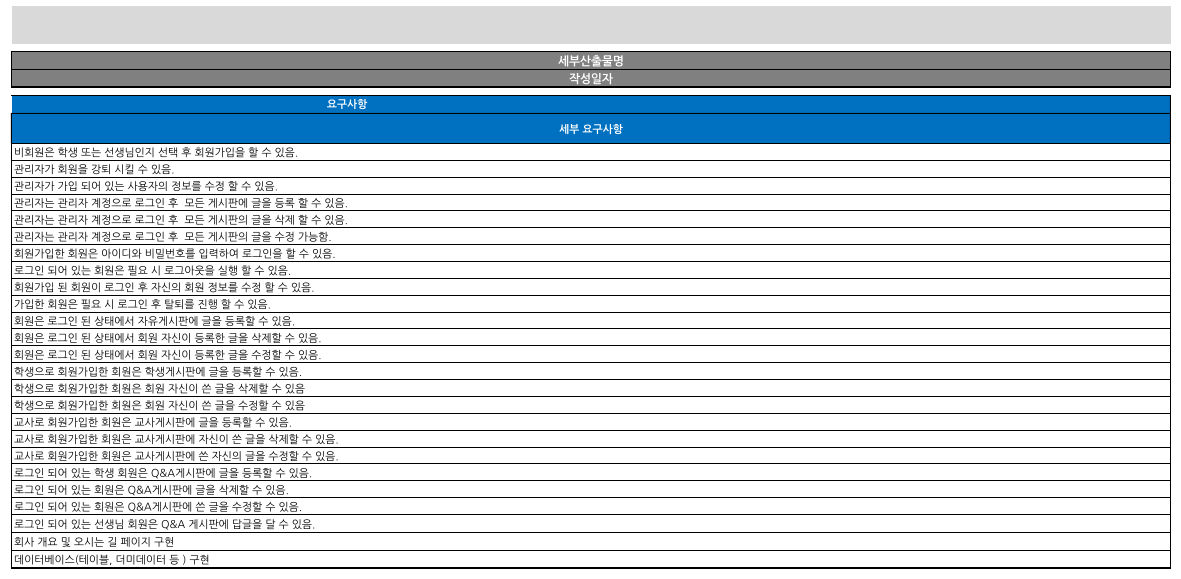 세부산출물명
작성일자
요구사항
세부 요구사항
비회원은 학생 또는 선생님인지 선택 후 회원가입을 할 수 있음.
관리자가 회원을 강퇴 시킬 수 있음.
관리자가 가입 되어 있는 사용자의 정보를 수정 할 수 있음.
관리자는 관리자 계정으로 로그인 후  모든 게시판에 글을 등록 할 수 있음.
관리자는 관리자 계정으로 로그인 후  모든 게시판의 글을 삭제 할 수 있음.
관리자는 관리자 계정으로 로그인 후  모든 게시판의 글을 수정 가능함.
회원가입한 회원은 아이디와 비밀번호를 입력하여 로그인을 할 수 있음.
로그인 되어 있는 회원은 필요 시 로그아웃을 실행 할 수 있음.
회원가입 된 회원이 로그인 후 자신의 회원 정보를 수정 할 수 있음.
가입한 회원은 필요 시 로그인 후 탈퇴를 진행 할 수 있음.
회원은 로그인 된 상태에서 자유게시판에 글을 등록할 수 있음.
회원은 로그인 된 상태에서 회원 자신이 등록한 글을 삭제할 수 있음.
회원은 로그인 된 상태에서 회원 자신이 등록한 글을 수정할 수 있음.
학생으로 회원가입한 회원은 학생게시판에 글을 등록할 수 있음.
학생으로 회원가입한 회원은 회원 자신이 쓴 글을 삭제할 수 있음
학생으로 회원가입한 회원은 회원 자신이 쓴 글을 수정할 수 있음
교사로 회원가입한 회원은 교사게시판에 글을 등록할 수 있음.
교사로 회원가입한 회원은 교사게시판에 자신이 쓴 글을 삭제할 수 있음.
교사로 회원가입한 회원은 교사게시판에 쓴 자신의 글을 수정할 수 있음.
로그인 되어 있는 학생 회원은 Q&A게시판에 글을 등록할 수 있음.
로그인 되어 있는 회원은 Q&A게시판에 글을 삭제할 수 있음.
로그인 되어 있는 회원은 Q&A게시판에 쓴 글을 수정할 수 있음.
로그인 되어 있는 선생님 회원은 Q&A 게시판에 답글을 달 수 있음.
회사 개요 및 오시는 길 페이지 구현
데이터베이스(테이블, 더미데이터 등 ) 구현